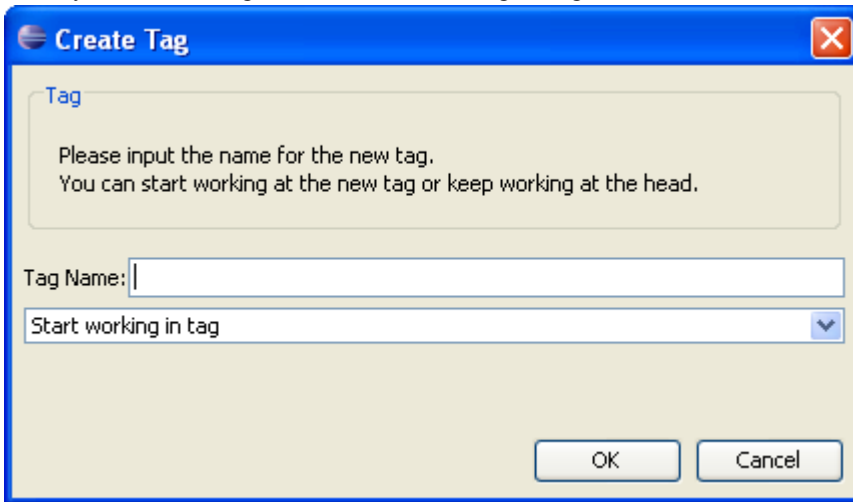 Create Tag
Tag
Please input the name for the new tag.
You can start working at the new tag or keep working at the head.
Tag Name:
Start working in tag
OK Cancel